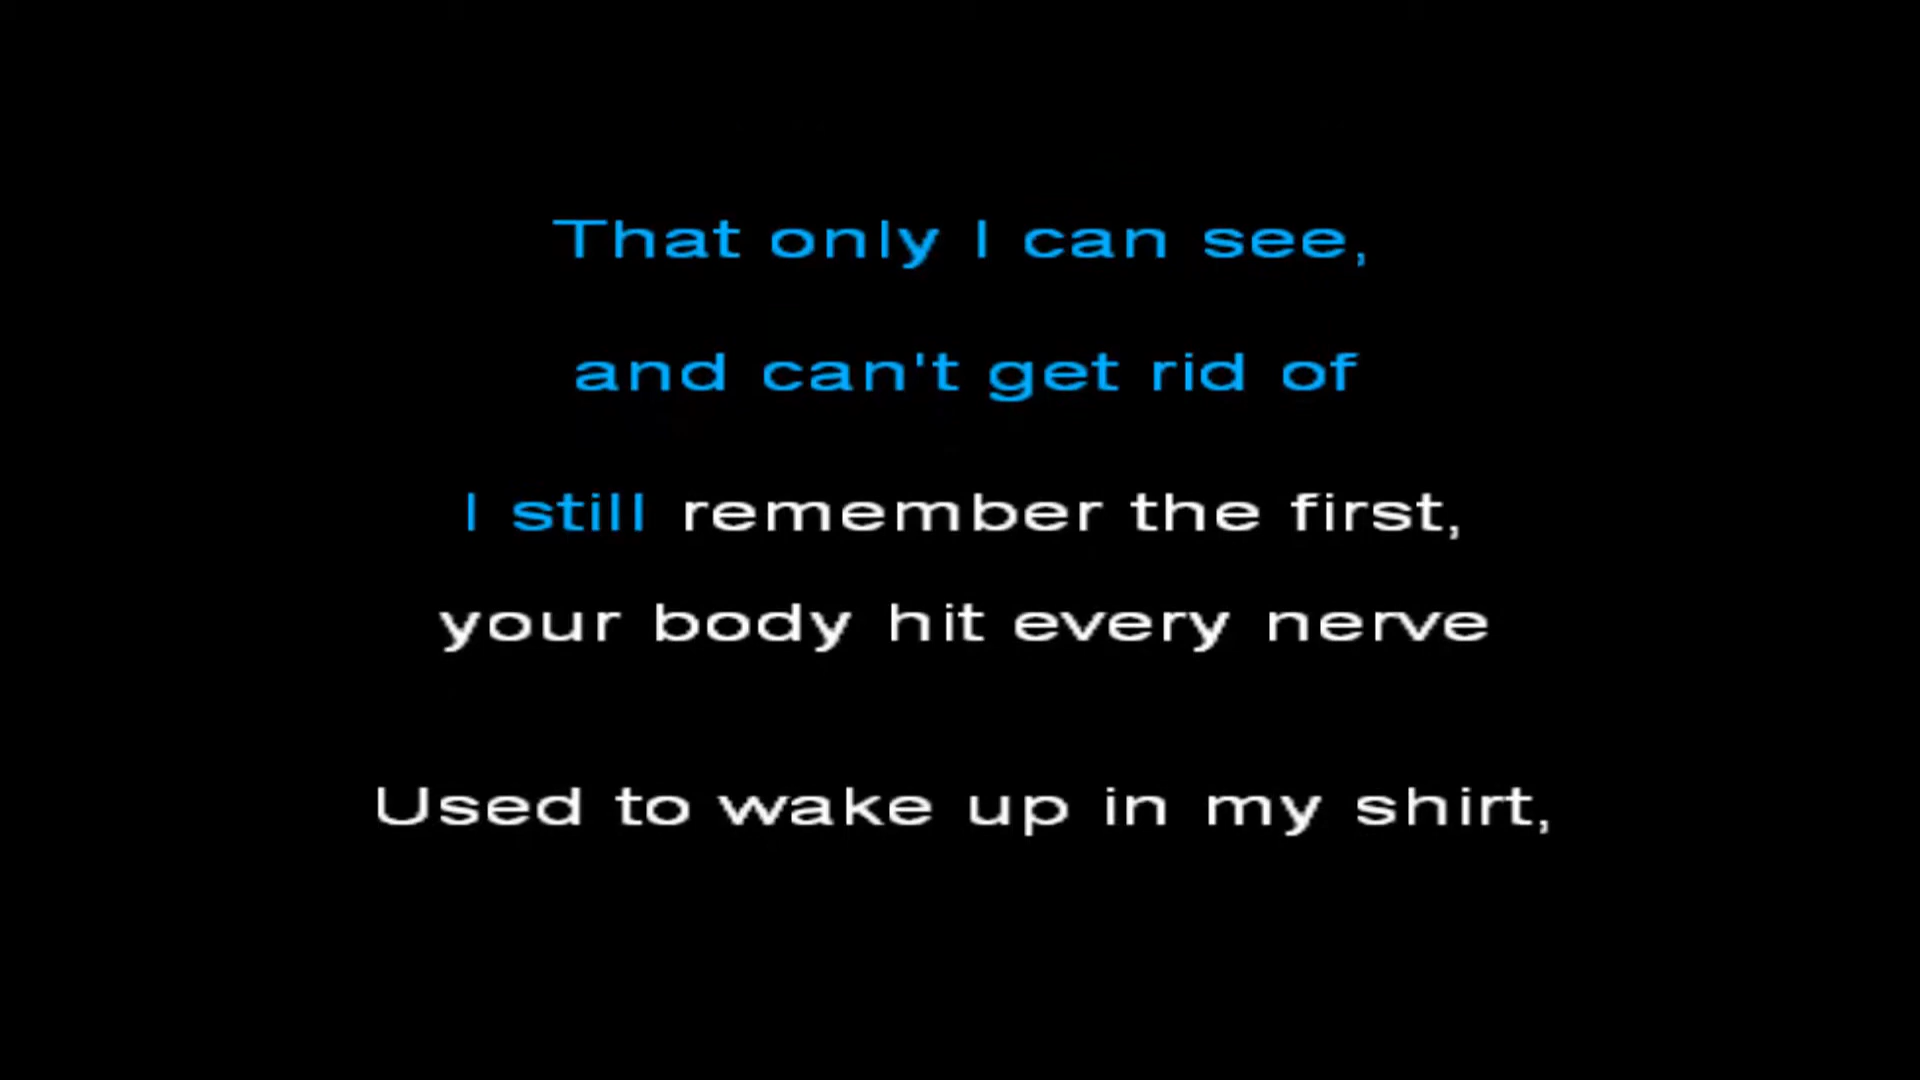 That only I can see,
and can't get rid of
I still remember the first,
your body hit every nerve
Used to wake up in my shirt,